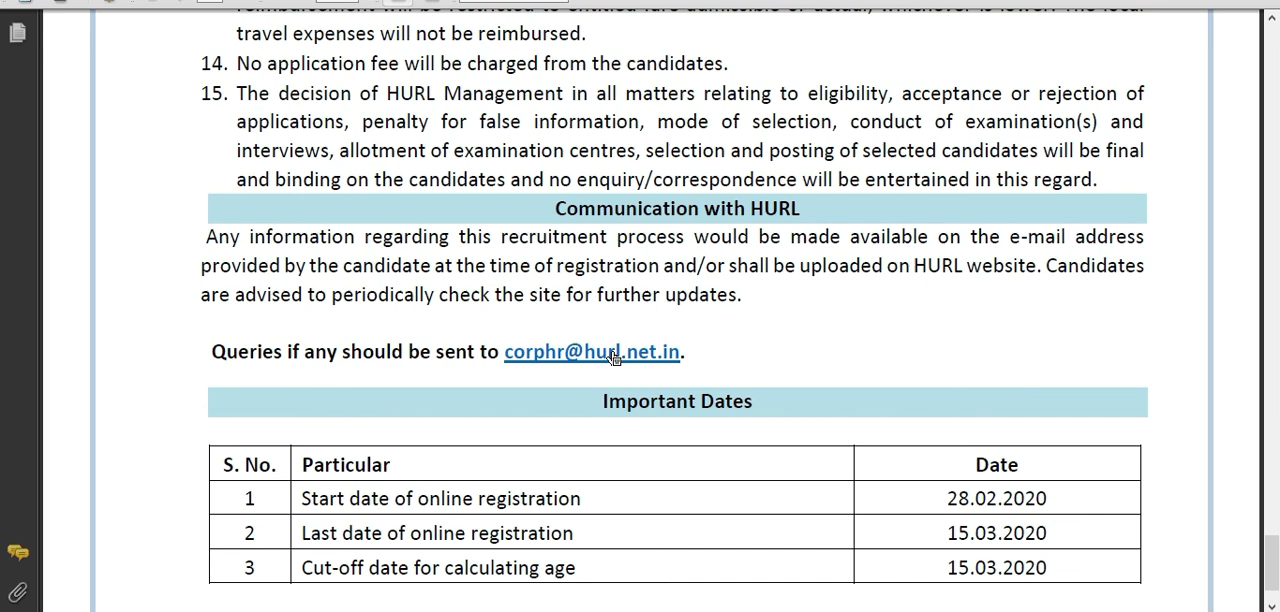 travel expenses will not be reimbursed.
14. No application fee will be charged from the candidates.
15. The decision of HURL Management in all matters relating to eligibility, acceptance or rejection of
applications, penalty for false information, mode of selection, conduct of examination(s) and
interviews, allotment of examination centres, selection and posting of selected candidates will be final
and binding on the candidates and no enquiry/correspondence will be entertained in this regard.
Communication with HURL
Any information regarding this recruitment process would be made available on the e-mail address
provided by the candidate at the time of registration and/or shall be uploaded on HURL website. Candidates
are advised to periodically check the site for further updates.
Queries if any should be sent to corphr@hurl.net.in.
Important Dates
S. No. Particular Date
1 Start date of online registration 28.02.2020
2 Last date of online registration 15.03.2020
3 Cut-off date for calculating age 15.03.2020